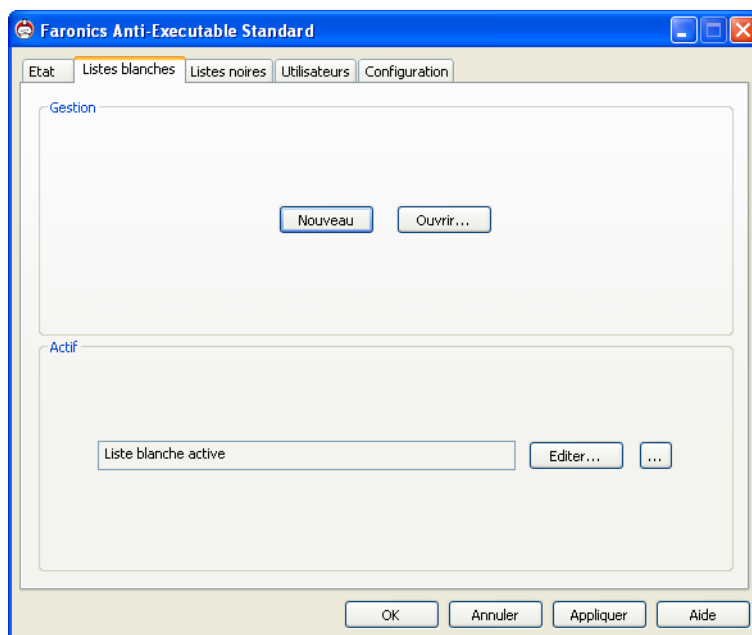 Faronics Anti-Executable Standard
Etat Listes blanches Listes noires Utilisateurs Configuration
Gestion
Nouveau Ouvrir...
Actif
Liste blanche active Editer... ...
OK Annuler Appliquer Aide